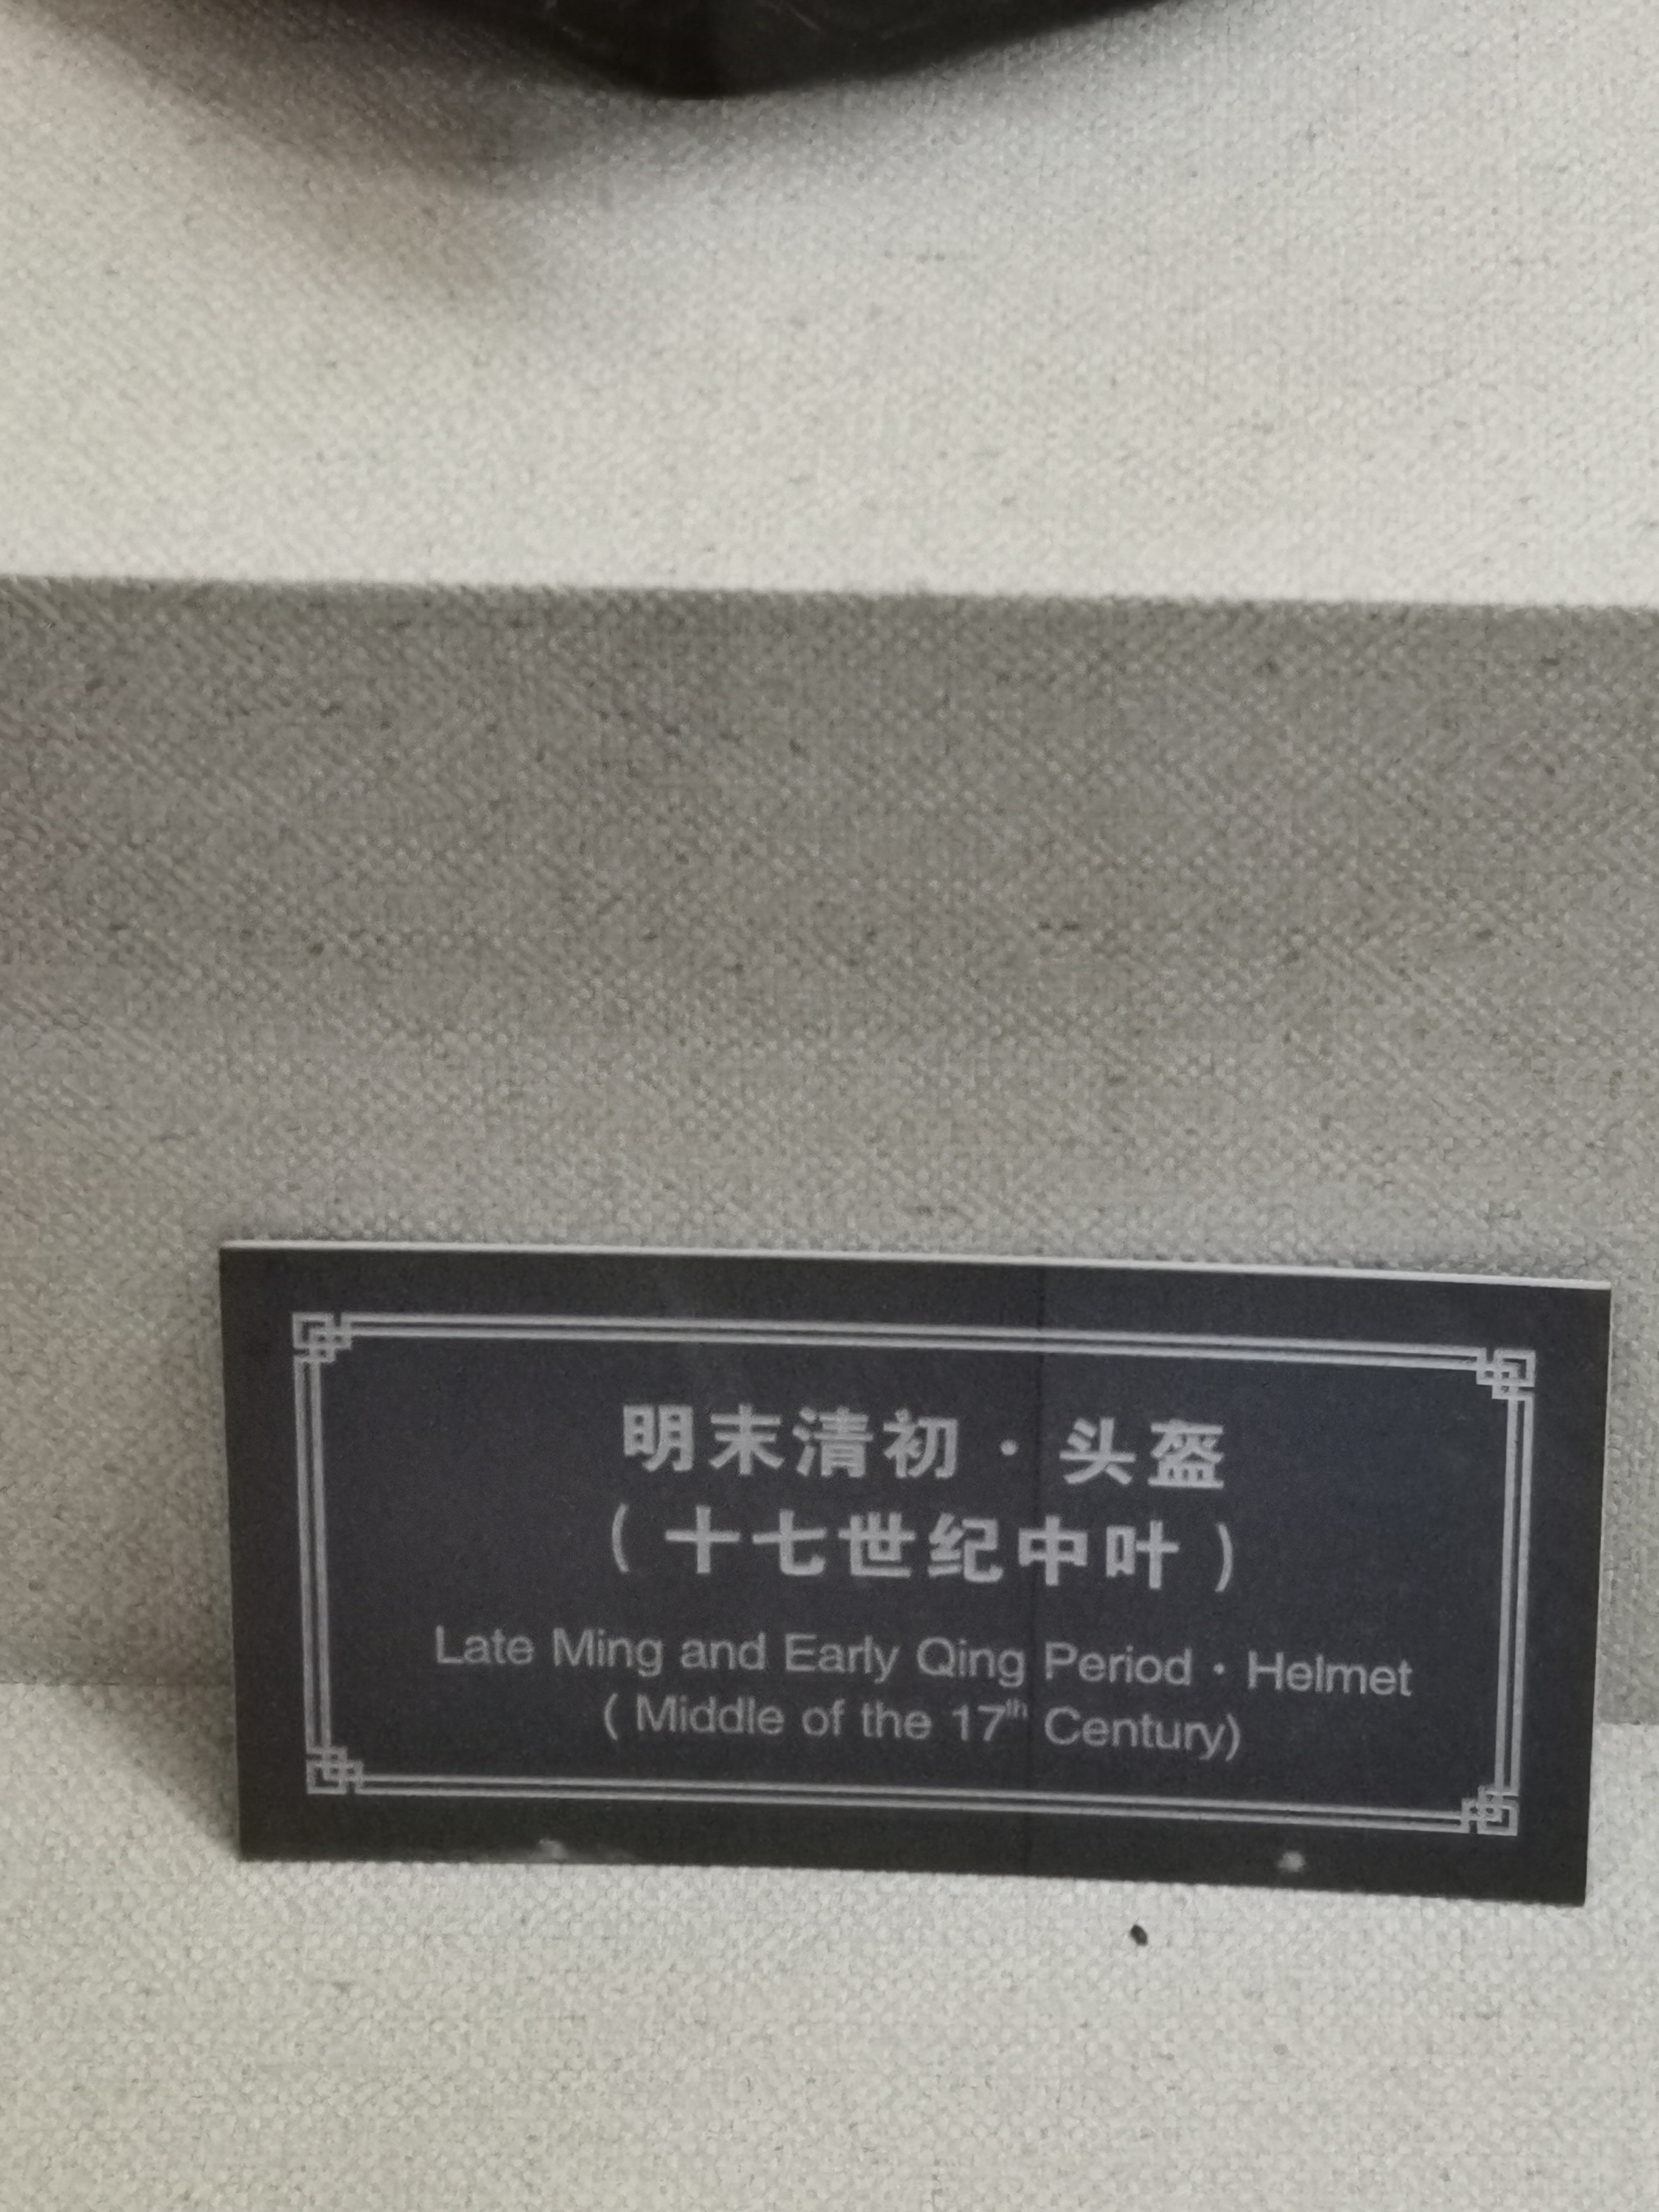 明末清初·头盔
（十七世纪中叶）
Late Ming and Early Qing Period · Helmet
( Middle of the 17th Century)